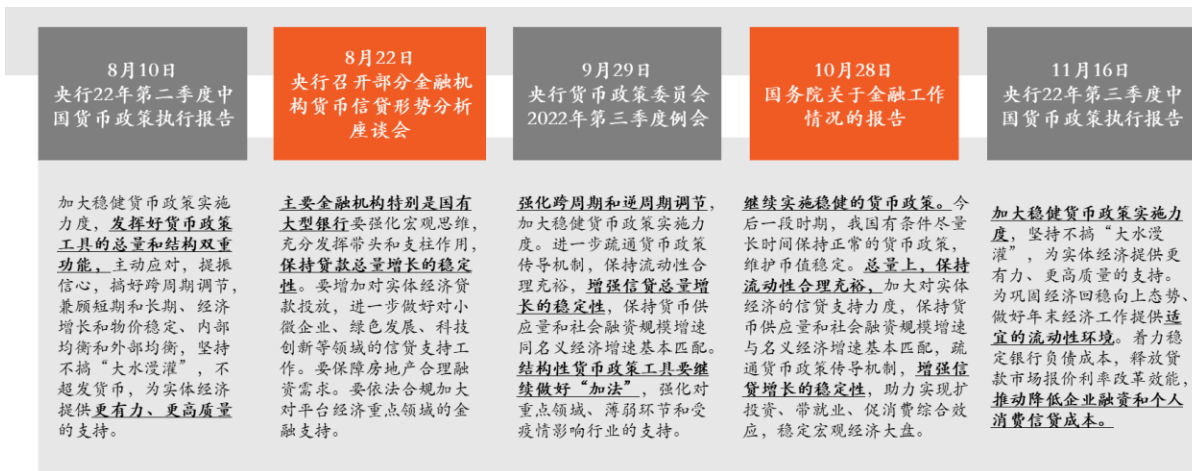 8月10日
央行22年第二季度中
国货币政策执行报告
加大稳健货币政策实施
力度，发挥好货币政策
工具的总量和结构双重
功能，主动应对，提振
信心，搞好跨周期调节，
兼顾短期和长期、经济
增长和物价稳定、内部
均衡和外部均衡，坚持
不搞“大水漫灌”，不
超发货币，为实体经济
提供更有力、更高质量
的支持。
8月22日
央行召开部分金融机
构货币信贷形势分析
座谈会
主要金融机构特别是国有
大型银行要强化宏观思维，
充分发挥带头和支柱作用，
保持贷款总量增长的稳定
性。要增加对实体经济贷
款投放，进一步做好对小
微企业、绿色发展、科技
创新等领域的信贷支持工
作。要保障房地产合理融
资需求。要依法合规加大
对平台经济重点领域的金
融支持。
9月29日
央行货币政策委员会
2022年第三季度例会
强化跨周期和逆周期调节，
加大稳健货币政策实施力
度。进一步疏通货币政策
传导机制，保持流动性合
理充裕，增强信贷总量增
长的稳定性，保持货币供
应量和社会融资规模增速
同名义经济增速基本匹配。
结构性货币政策工具要继
续做好“加法”，强化对
重点领域、薄弱环节和受
疫情影响行业的支持。
10月28日
国务院关于金融工作
情况的报告
继续实施稳健的货币政策。今
后一段时期，我国有条件尽量
长时间保持正常的货币政策，
维护币值稳定。总量上，保持
流动性合理充裕，加大对实体
经济的信贷支持力度，保持货
币供应量和社会融资规模增速
与名义经济增速基本匹配，疏
通货币政策传导机制，增强信
贷增长的稳定性，助力实现扩
投资、带就业、促消费综合效
应，稳定宏观经济大盘。
11月16日
央行22年第三季度中
国货币政策执行报告
加大稳健货币政策实施力
度，坚持不搞“大水漫
灌”，为实体经济提供更
有力、更高质量的支持。
为巩固经济回稳向上态势、
做好年末经济工作提供适
宜的流动性环境。着力稳
定银行负债成本，释放贷
款市场报价利率改革效能，
推动降低企业融资和个人
消费信贷成本。